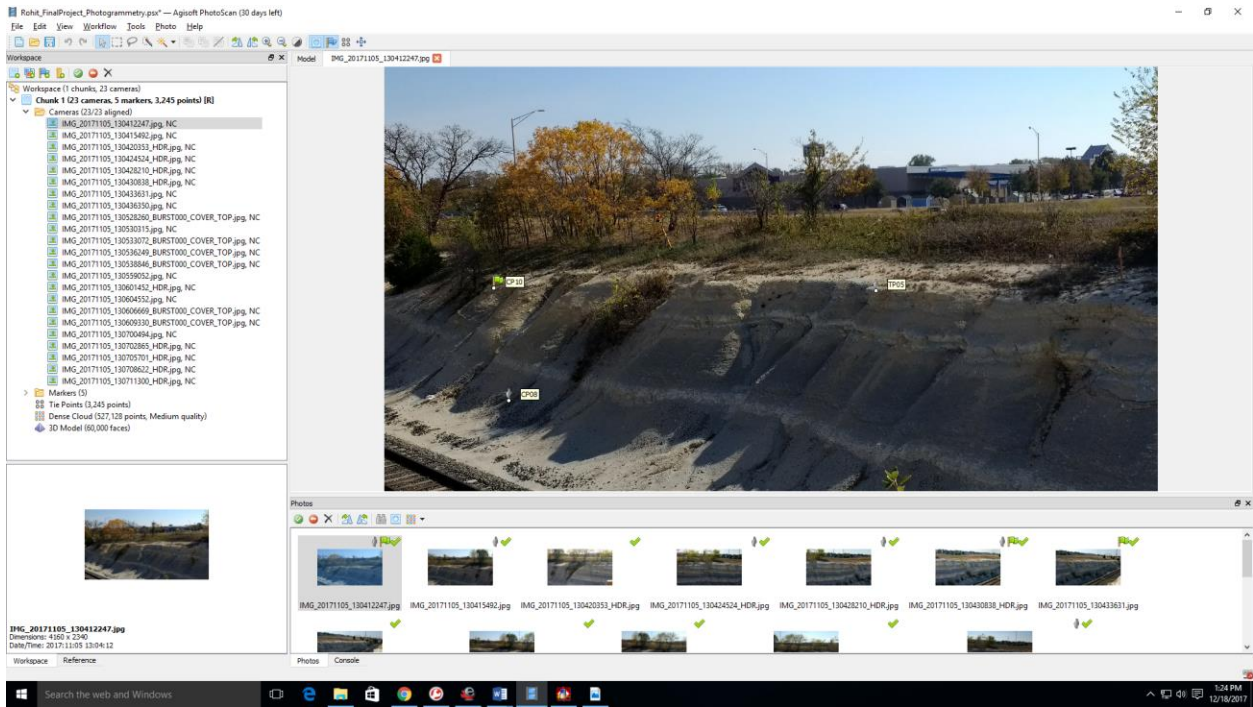 Rohit_FinalProject_Photogrammetry.psx* — Agisoft PhotoScan (30 days left)
File Edit View Workflow Tools Photo Help
Workspace
Model IMG_20171105_130412247.jpg
Workspace (1 chunks, 23 cameras)
Chunk 1 (23 cameras, 5 markers, 3,245 points) [R]
Cameras (23/23 aligned)
IMG_20171105_130412247.jpg, NC
IMG_20171105_130415492.jpg, NC
IMG_20171105_130420353_HDR.jpg, NC
IMG_20171105_130424524_HDR.jpg, NC
IMG_20171105_130428210_HDR.jpg, NC
IMG_20171105_130430838_HDR.jpg, NC
IMG_20171105_130433631.jpg, NC
IMG_20171105_130436350.jpg, NC
IMG_20171105_130528260_BURST000_COVER_TOP.jpg, NC
IMG_20171105_130530315.jpg, NC
IMG_20171105_130533072_BURST000_COVER_TOP.jpg, NC
IMG_20171105_130536249_BURST000_COVER_TOP.jpg, NC
IMG_20171105_130538846_BURST000_COVER_TOP.jpg, NC
IMG_20171105_130559052.jpg, NC
IMG_20171105_130601452_HDR.jpg, NC
IMG_20171105_130604552.jpg, NC
IMG_20171105_130606669_BURST000_COVER_TOP.jpg, NC
IMG_20171105_130609330_BURST000_COVER_TOP.jpg, NC
IMG_20171105_130700494.jpg, NC
IMG_20171105_130702865_HDR.jpg, NC
IMG_20171105_130705701_HDR.jpg, NC
IMG_20171105_130708622_HDR.jpg, NC
IMG_20171105_130711300_HDR.jpg, NC
Markers (5)
Tie Points (3,245 points)
Dense Cloud (527,128 points, Medium quality)
3D Model (60,000 faces)
CP10
TP05
CP08
IMG_20171105_130412247.jpg
Dimensions: 4160 x 2340
Date/Time: 2017:11:05 13:04:12
Workspace Reference
Photos
IMG_20171105_130412247.jpg IMG_20171105_130415492.jpg IMG_20171105_130420353_HDR.jpg IMG_20171105_130424524_HDR.jpg IMG_20171105_130428210_HDR.jpg IMG_20171105_130430838_HDR.jpg IMG_20171105_130433631.jpg
Photos Console
Search the web and Windows
1:24 PM
12/18/2017